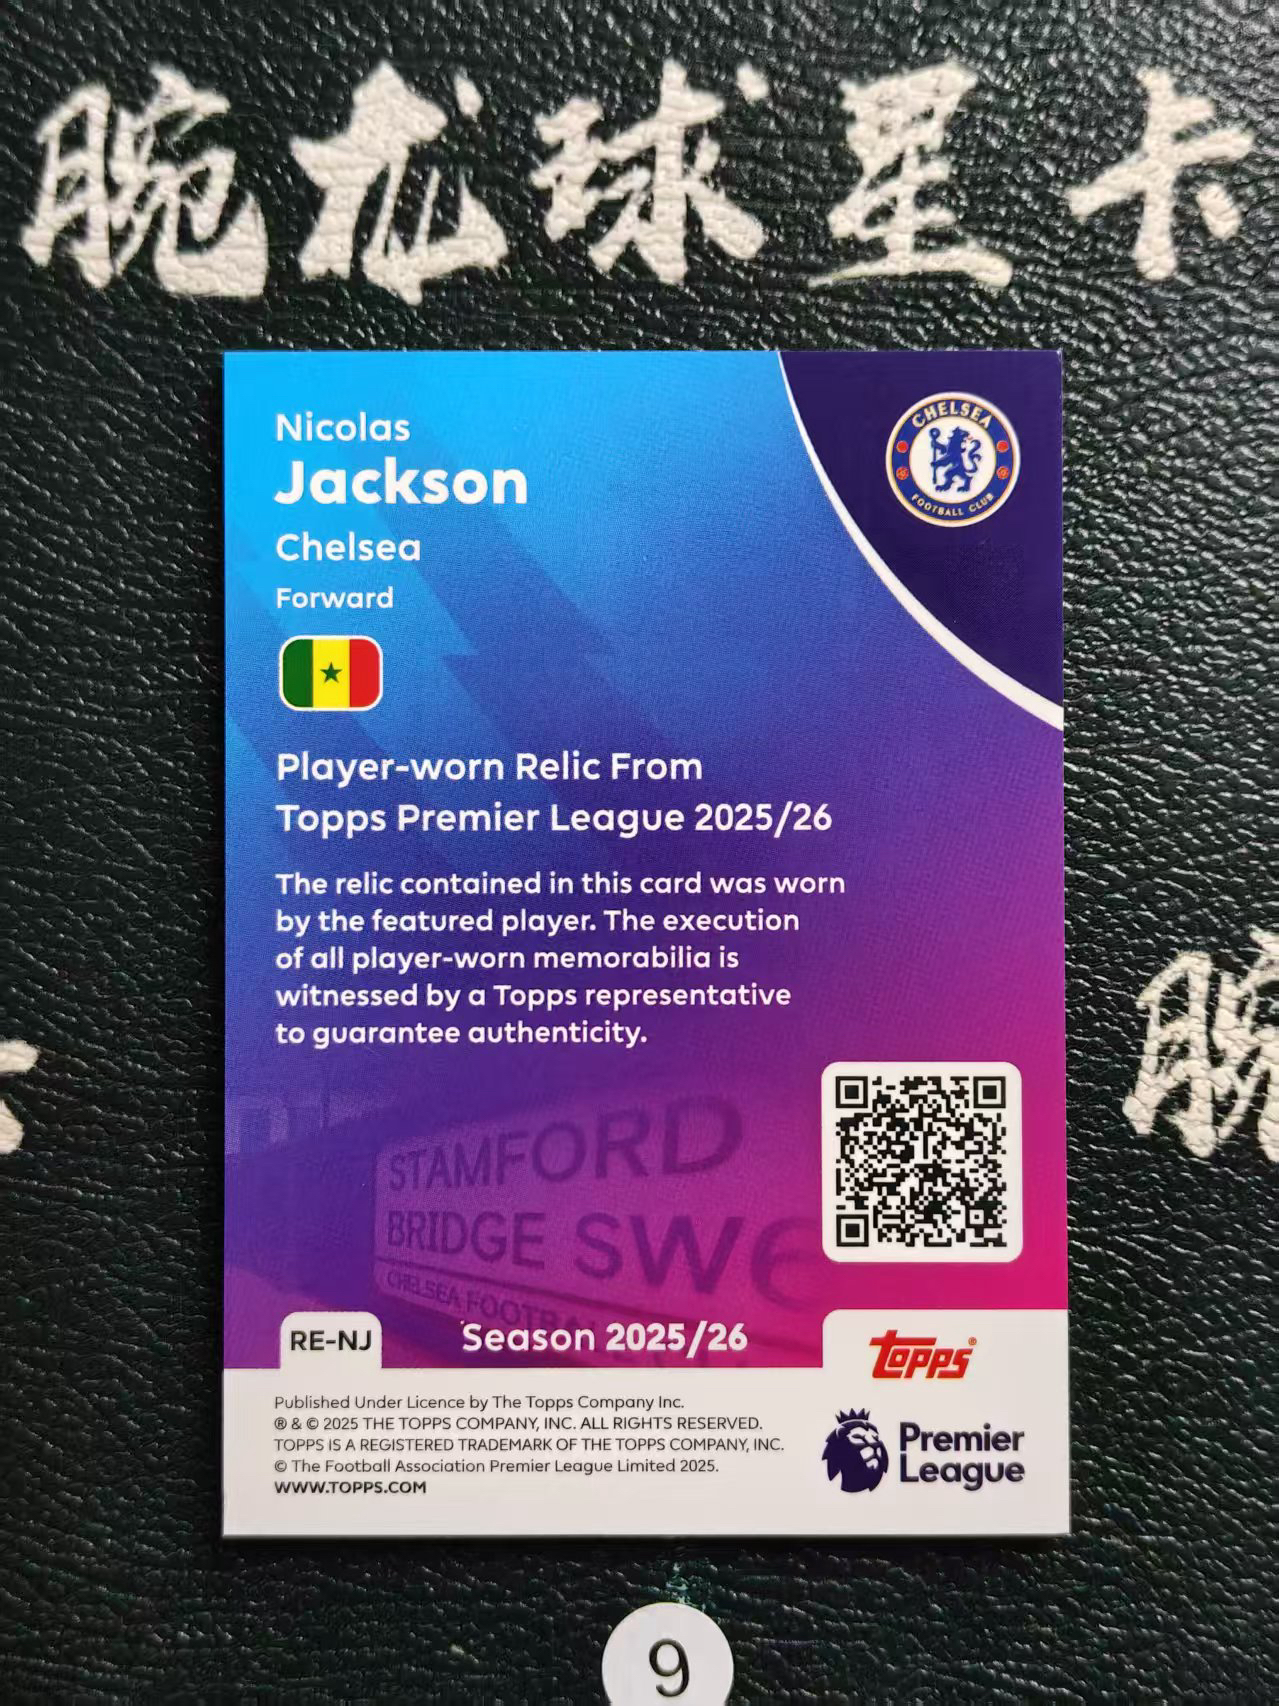 腕龙球星卡
CHELSEA
FOOTBALL CLUB
Nicolas
Jackson
Chelsea
Forward
Player-worn Relic From
Topps Premier League 2025/26
The relic contained in this card was worn
by the featured player. The execution
of all player-worn memorabilia is
witnessed by a Topps representative
to guarantee authenticity.
STAMFORD
BRIDGE SW6
CHELSEA FOOTBA
RE-NJ
Season 2025/26
topps®
Published Under Licence by The Topps Company Inc.
® & © 2025 THE TOPPS COMPANY, INC. ALL RIGHTS RESERVED.
TOPPS IS A REGISTERED TRADEMARK OF THE TOPPS COMPANY, INC.
© The Football Association Premier League Limited 2025.
WWW.TOPPS.COM
Premier
League
9